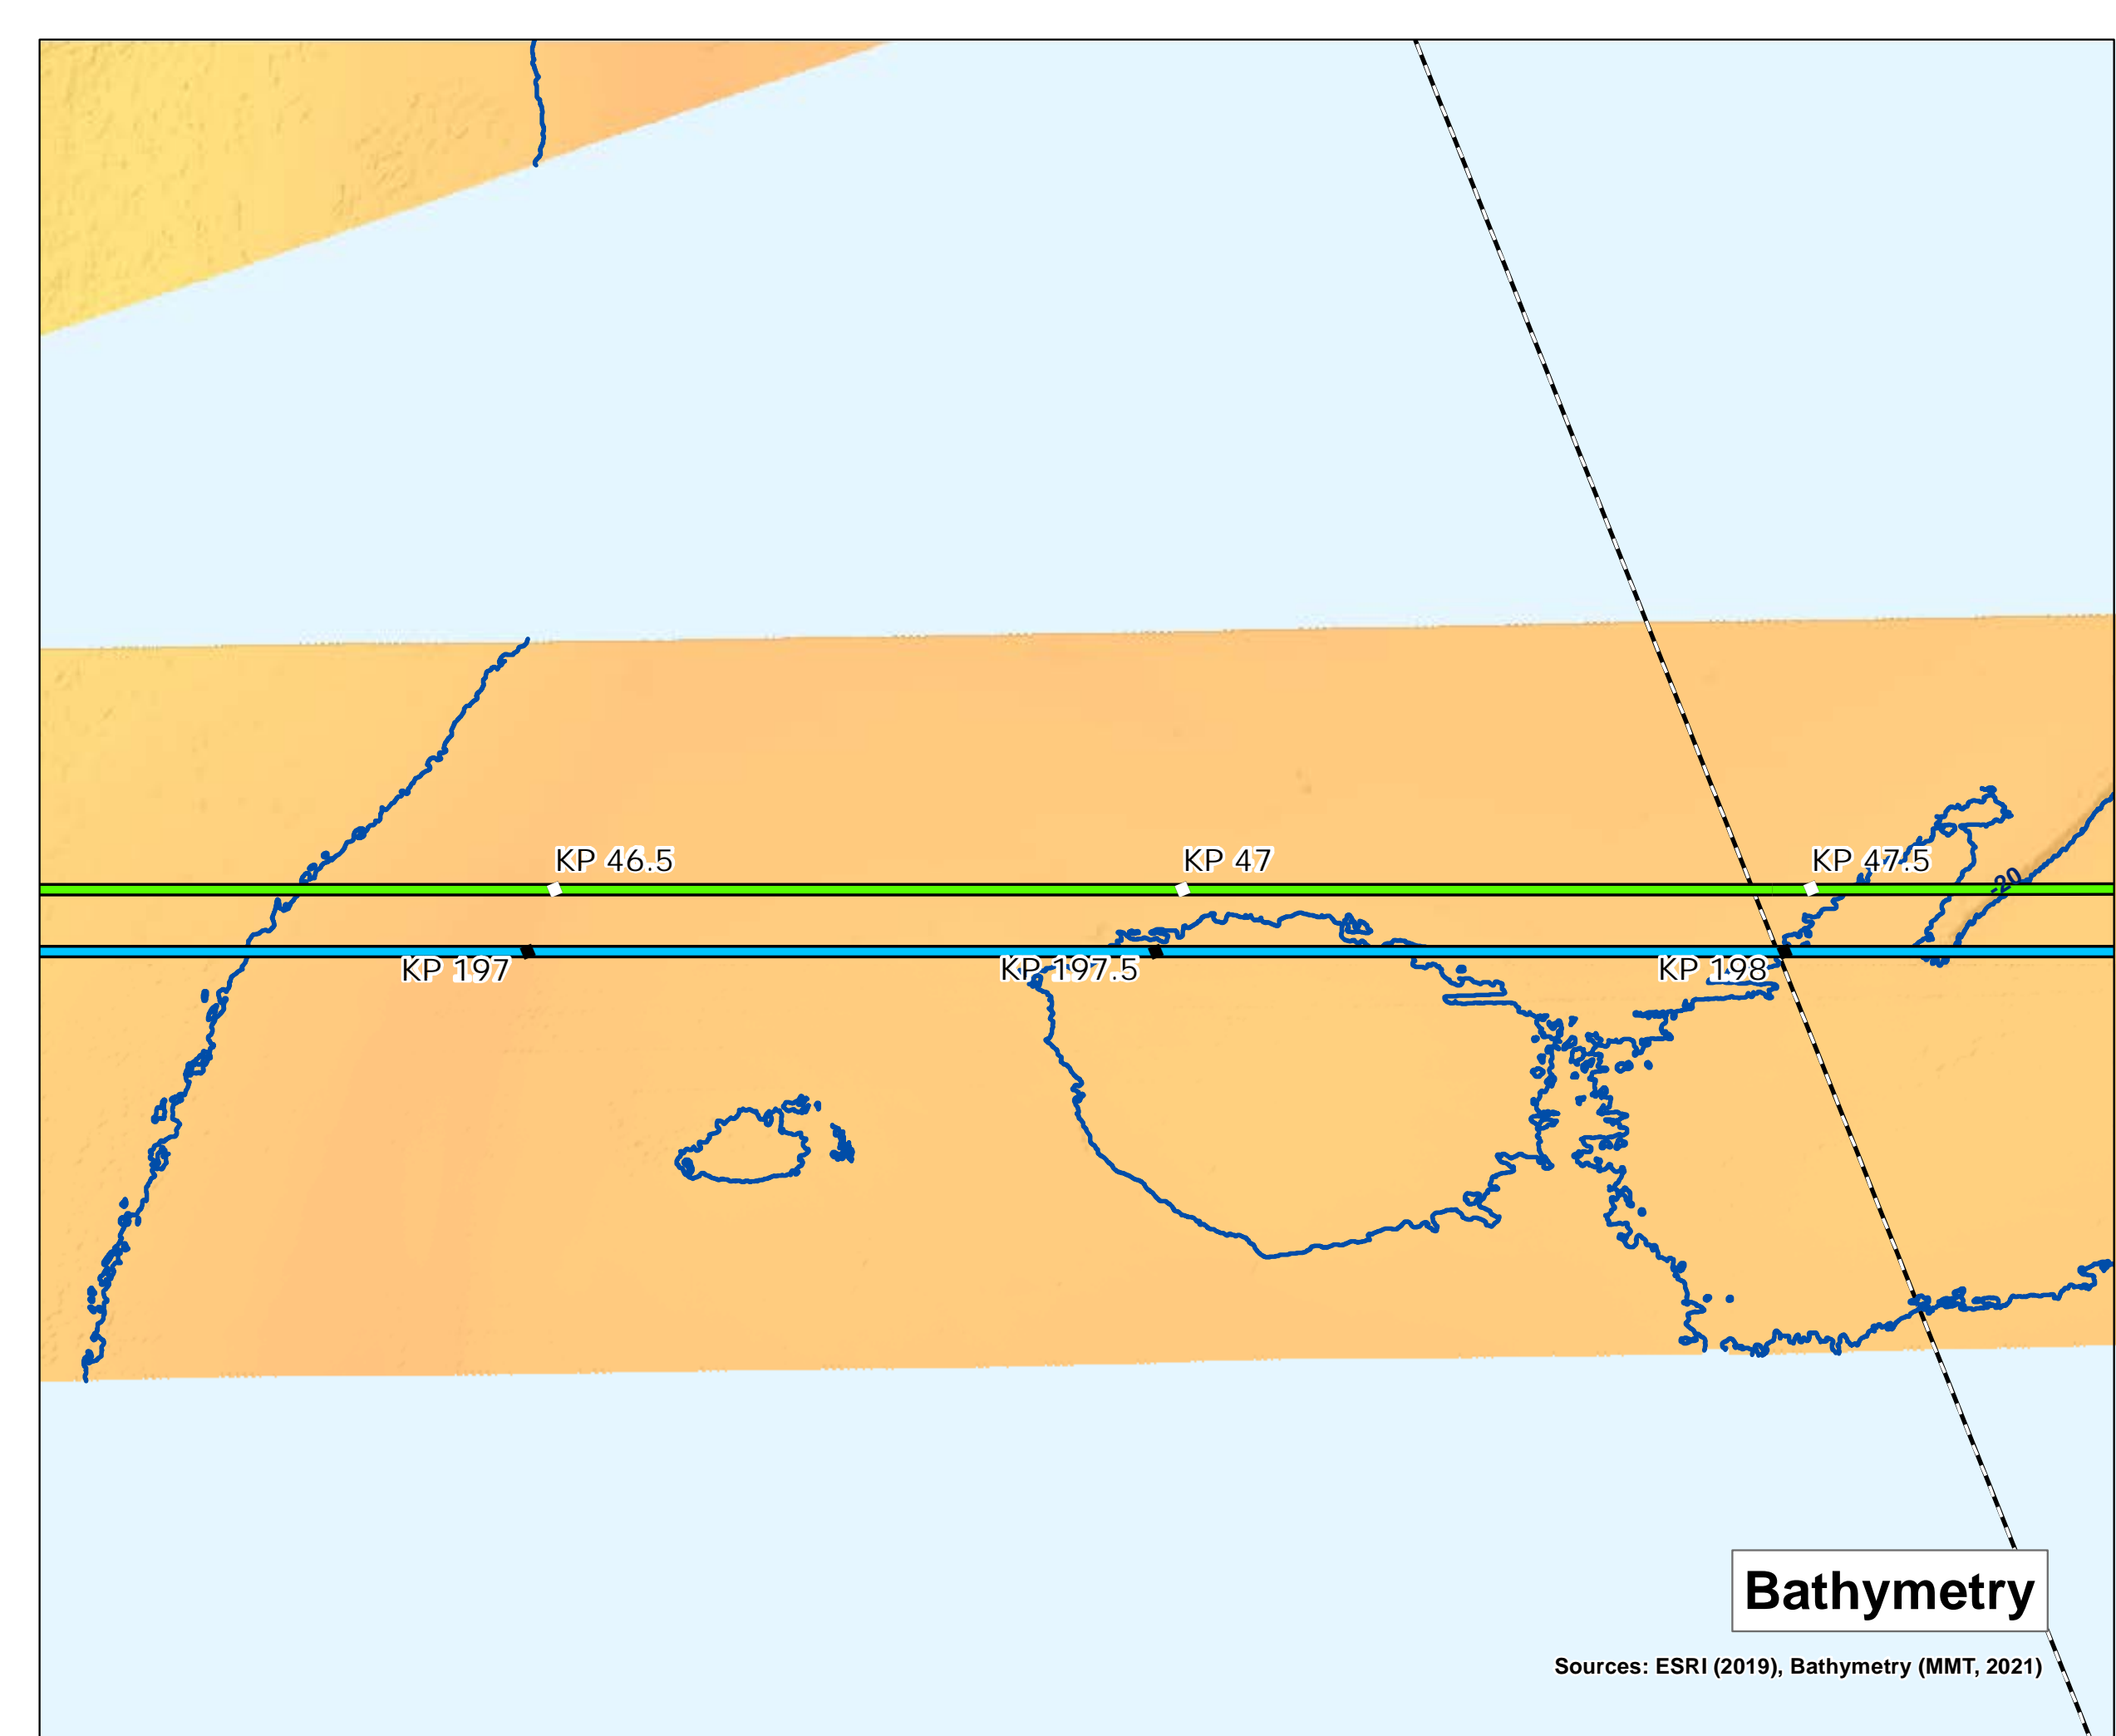 KP 46.5
KP 47
KP 47.5
-20
KP 197
KP 197.5
KP 198
Bathymetry
Sources: ESRI (2019), Bathymetry (MMT, 2021)